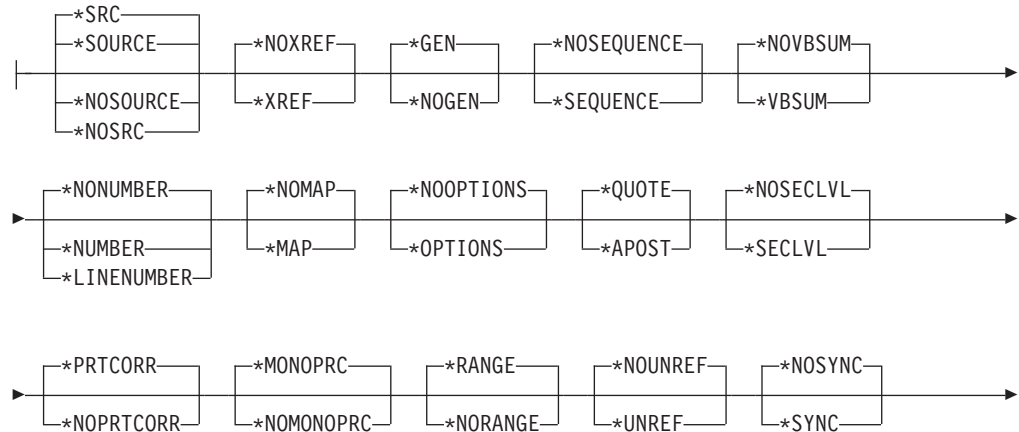 *SRC
*SOURCE *NOXREF *GEN *NOSEQUENCE *NOVBSUM
*NOSOURCE *XREF *NOGEN *SEQUENCE *VBSUM
*NOSRC
*NONUMBER *NOMAP *NOOPTIONS *QUOTE *NOSECLVL
*NUMBER *MAP *OPTIONS *APOST *SECLVL
*LINENUMBER
*PRTCORR *MONOPRC *RANGE *NOUNREF *NOSYNC
*NOPRTCORR *NOMONOPRC *NORANGE *UNREF *SYNC